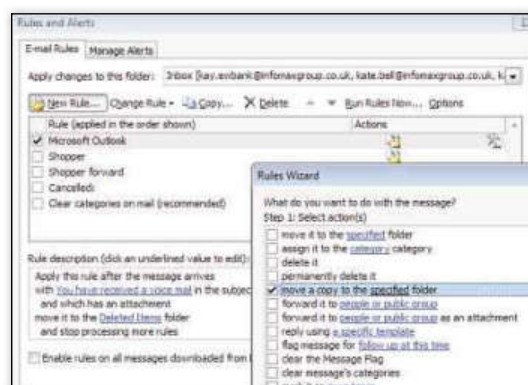 Rules and Alerts
E-mail Rules Manage Alerts
Apply changes to this folder: Inbox [kay.ewbank@infomaxgroup.co.uk, kate.bell@infomaxgroup.co.uk, k
New Rule... Change Rule Copy... Delete Run Rules Now... Options
Rule (applied in the order shown) Actions
Microsoft Outlook
Shopper
Shopper forward
Cancelled:
Clear categories on mail (recommended)
Rule description (click an underlined value to edit):
Apply this rule after the message arrives
with You have received a voice mail in the subject
and which has an attachment
move it to the Deleted Items folder
and stop processing more rules
Enable rules on all messages downloaded from
Rules Wizard
What do you want to do with the message?
Step 1: Select action(s)
move it to the specified folder
assign it to the category category
delete it
permanently delete it
move a copy to the specified folder
forward it to people or public group
forward it to people or public group as an attachment
reply using a specific template
flag message for follow up at this time
clear the Message Flag
clear message's categories